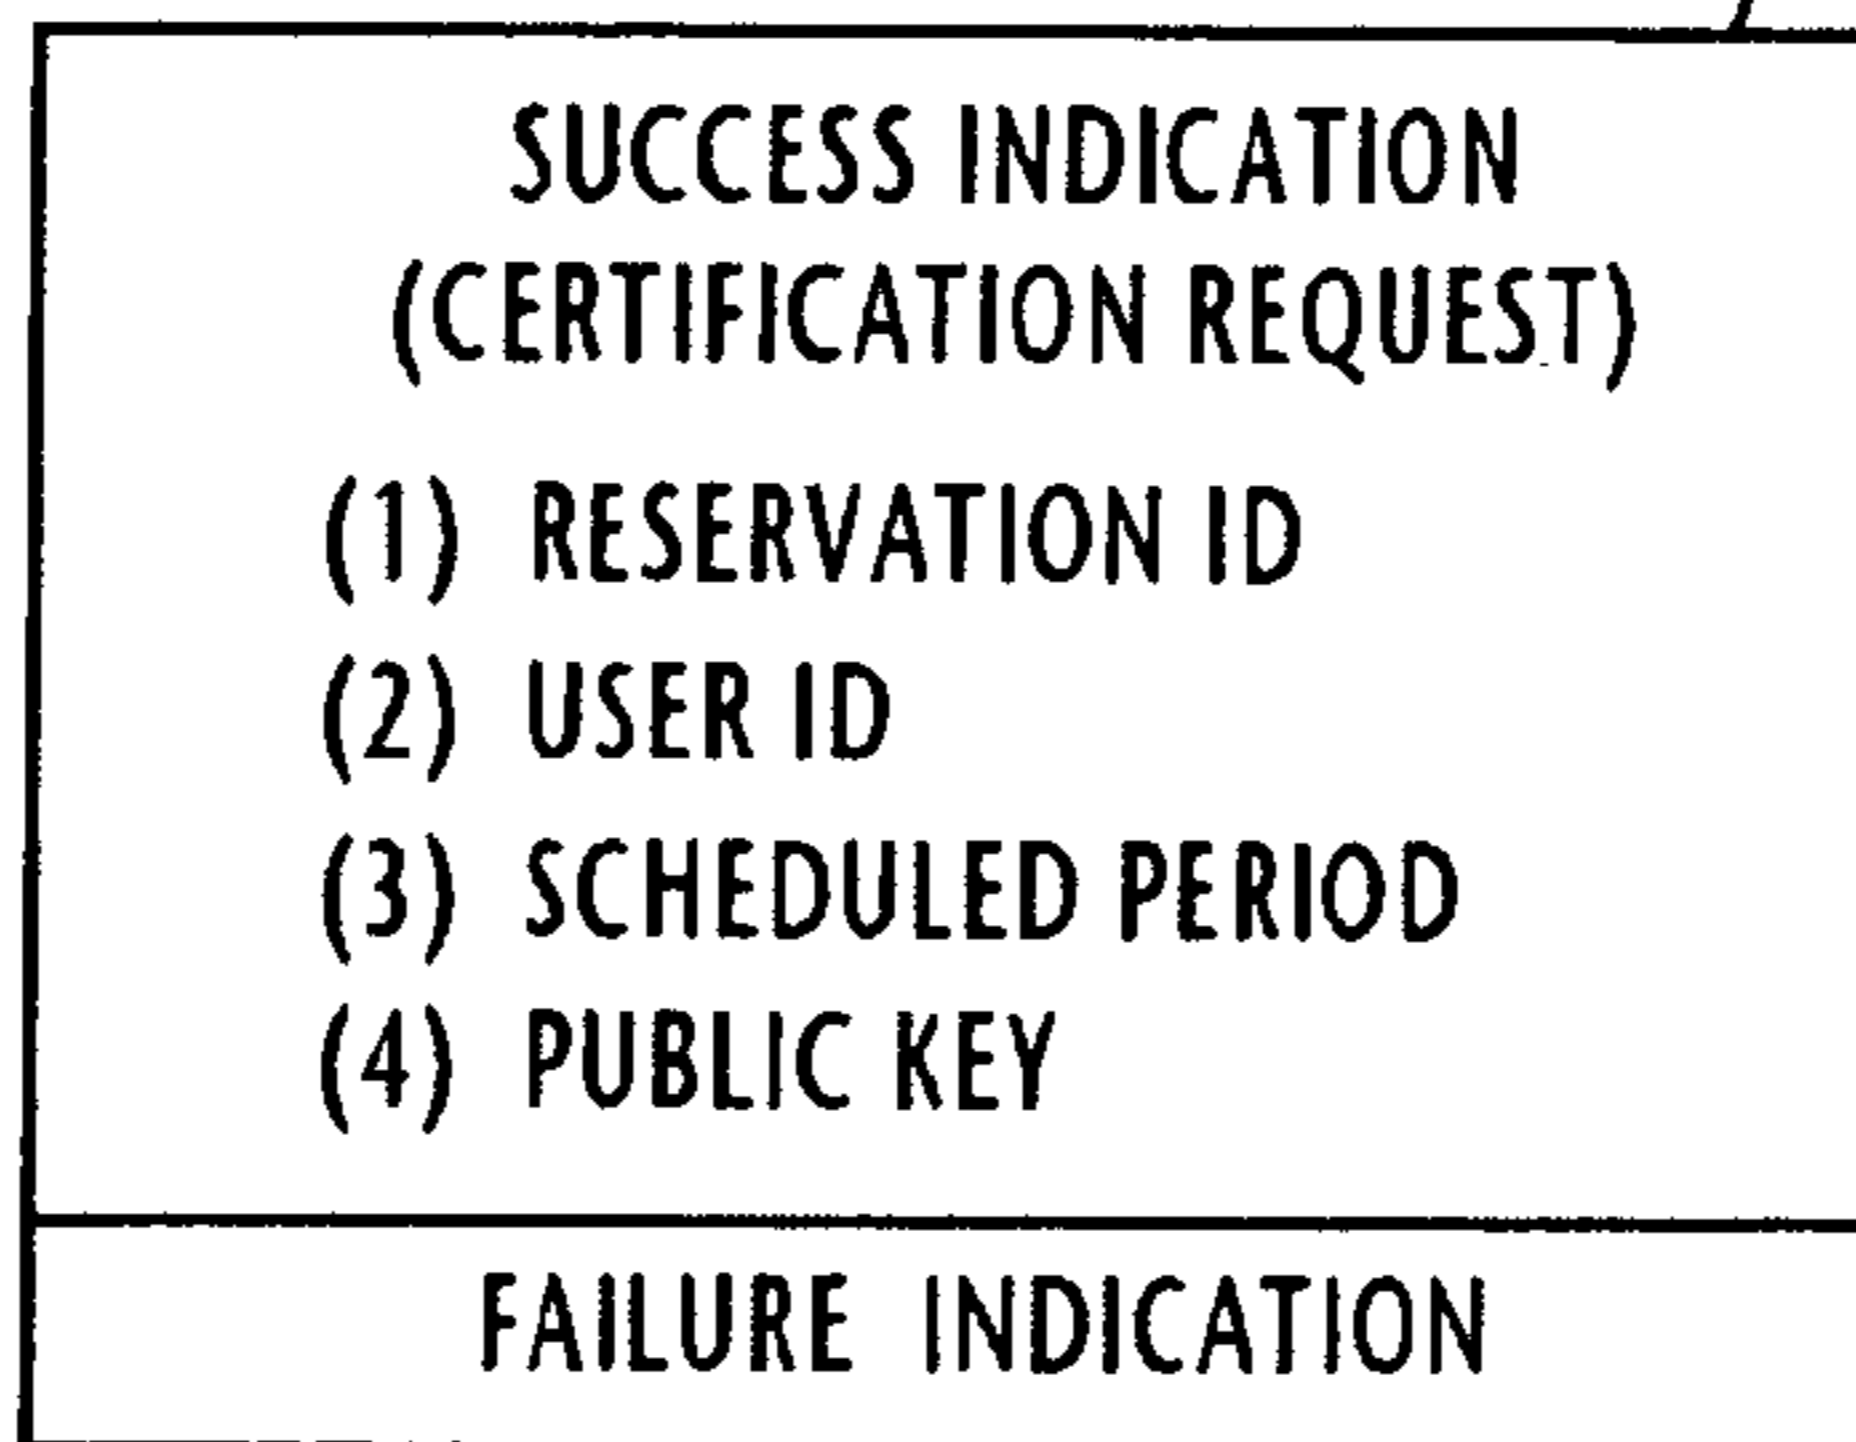 SUCCESS INDICATION
(CERTIFICATION REQUEST)
(1) RESERVATION ID
(2) USER ID
(3) SCHEDULED PERIOD
(4) PUBLIC KEY
FAILURE INDICATION